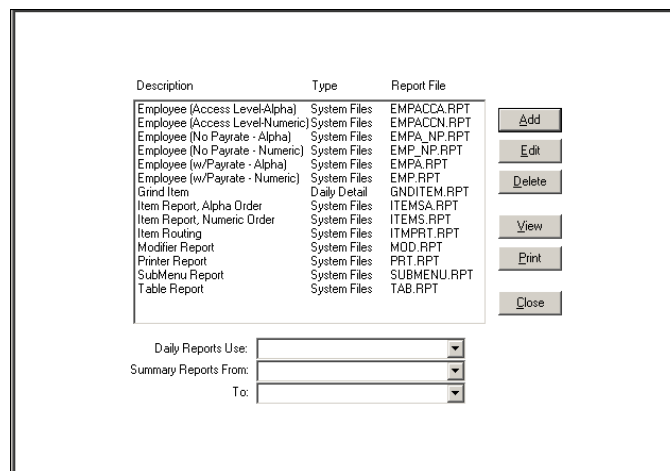 Description Type Report File
Employee (Access Level-Alpha) System Files EMPACCA.RPT
Employee (Access Level-Numeric) System Files EMPACCN.RPT
Employee (No Payrate - Alpha) System Files EMPA_NP.RPT
Employee (No Payrate - Numeric) System Files EMP_NP.RPT
Employee (w/Payrate - Alpha) System Files EMPA.RPT
Employee (w/Payrate - Numeric) System Files EMP.RPT
Grind Item Daily Detail GNDITEM.RPT
Item Report, Alpha Order System Files ITEMSA.RPT
Item Report, Numeric Order System Files ITEMS.RPT
Item Routing System Files ITMPRT.RPT
Modifier Report System Files MOD.RPT
Printer Report System Files PRT.RPT
SubMenu Report System Files SUBMENU.RPT
Table Report System Files TAB.RPT
Add
Edit
Delete
View
Print
Close
Daily Reports Use:
Summary Reports From:
To: